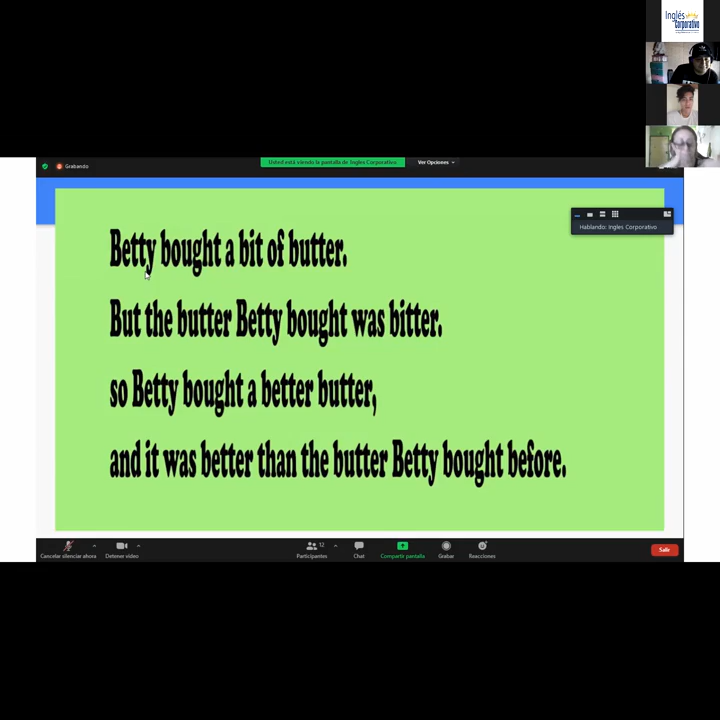 Inglés
Corporativo
Grabando
Usted está viendo la pantalla de Ingles Corporativo
Ver Opciones
Hablando: Ingles Corporativo
Betty bought a bit of butter.
But the butter Betty bought was bitter.
so Betty bought a better butter,
and it was better than the butter Betty bought before.
Cancelar silenciar ahora
Detener video
12
Participantes
Chat
Compartir pantalla
Grabar
Reacciones
Salir